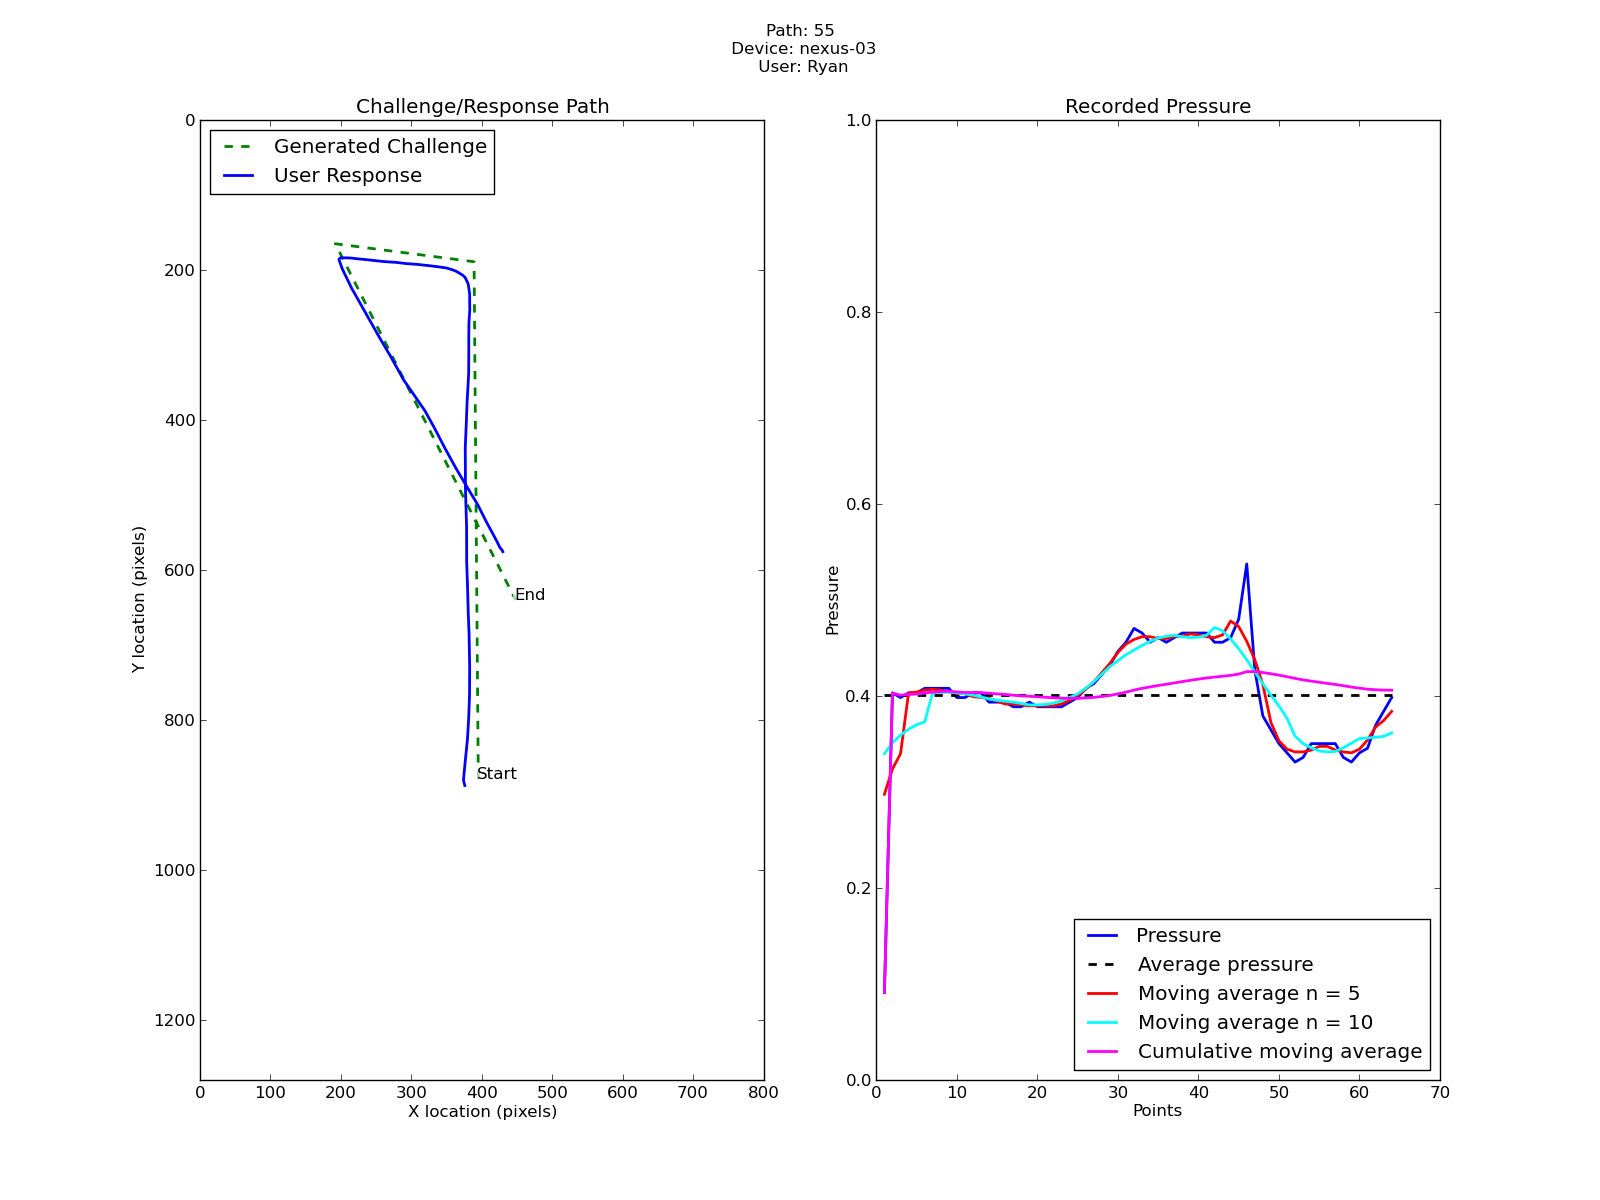 Path: 55
Device: nexus-03
User: Ryan
Challenge/Response Path
Generated Challenge
User Response
0
200
400
600
800
1000
1200
Y location (pixels)
Start
End
0 100 200 300 400 500 600 700 800
X location (pixels)
Recorded Pressure
1.0
0.8
0.6
0.4
0.2
0.0
Pressure
Pressure
Average pressure
Moving average n = 5
Moving average n = 10
Cumulative moving average
0 10 20 30 40 50 60 70
Points